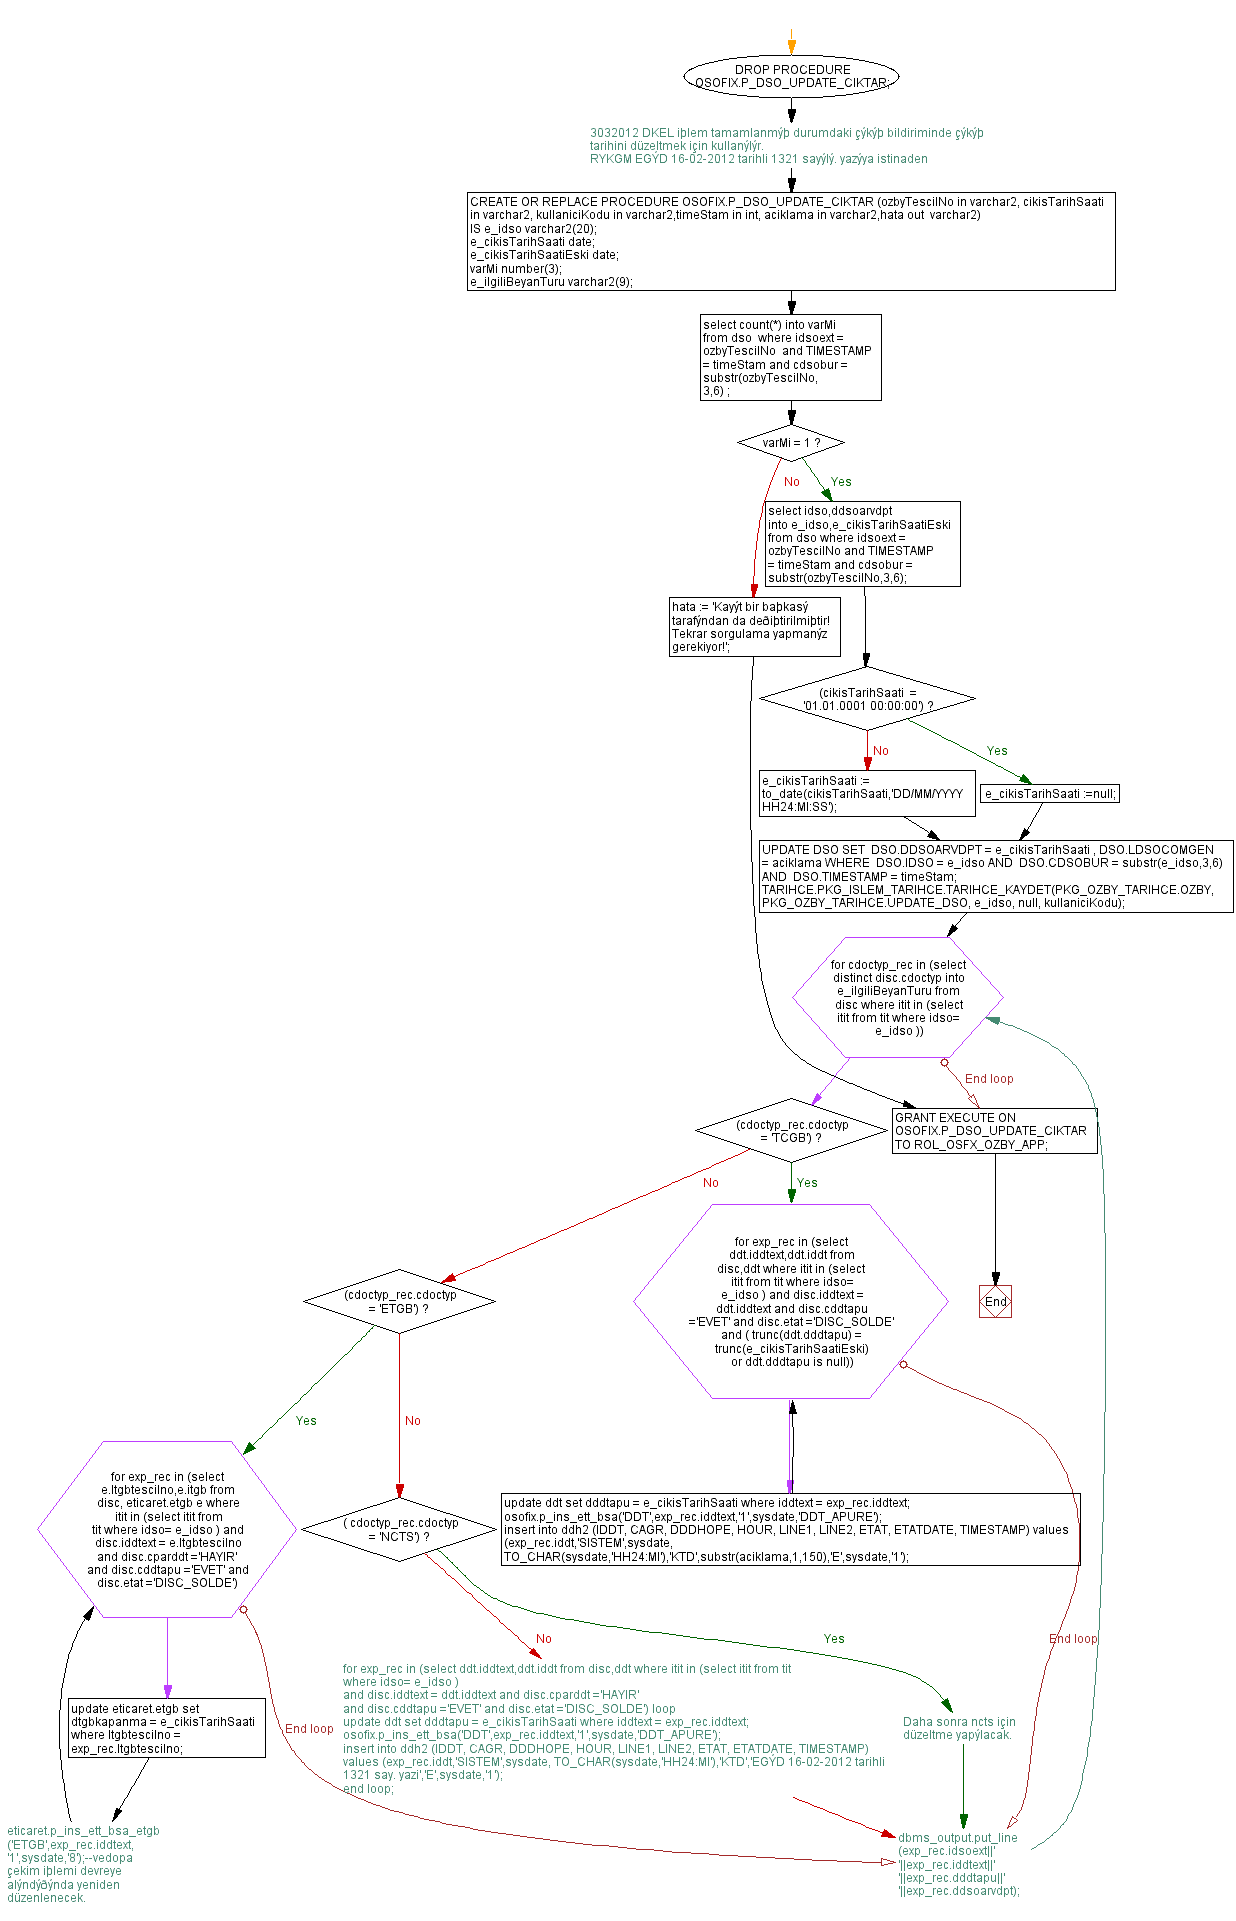 DROP PROCEDURE
OSOFIX.P_DSO_UPDATE_CIKTAR;
3032012 DKEL iþlem tamamlanmýþ durumdaki çýkýþ bildiriminde çýkýþ
tarihini düzeltmek için kullanýlýr.
RYKGM EGÝD 16-02-2012 tarihli 1321 sayýlý. yazýya istinaden
CREATE OR REPLACE PROCEDURE OSOFIX.P_DSO_UPDATE_CIKTAR (ozbyTescilNo in varchar2, cikisTarihSaati
in varchar2, kullaniciKodu in varchar2,timeStam in int, aciklama in varchar2,hata out  varchar2)
IS e_idso varchar2(20);
e_cikisTarihSaati date;
e_cikisTarihSaatiEski date;
varMi number(3);
e_ilgiliBeyanTuru varchar2(9);
select count(*) into varMi
from dso  where idsoext =
ozbyTescilNo  and TIMESTAMP
= timeStam and cdsobur =
substr(ozbyTescilNo,
3,6) ;
varMi = 1 ?
No
Yes
select idso,ddsoarvdpt
into e_idso,e_cikisTarihSaatiEski
from dso where idsoext =
ozbyTescilNo and TIMESTAMP
= timeStam and cdsobur =
substr(ozbyTescilNo,3,6);
hata := 'Kayýt bir baþkasý
tarafýndan da deðiþtirilmiþtir!
Tekrar sorgulama yapmanýz
gerekiyor!';
(cikisTarihSaati  =
'01.01.0001 00:00:00') ?
No
Yes
e_cikisTarihSaati :=
to_date(cikisTarihSaati,'DD/MM/YYYY
HH24:MI:SS');
e_cikisTarihSaati :=null;
UPDATE DSO SET  DSO.DDSOARVDPT = e_cikisTarihSaati , DSO.LDSOCOMGEN
= aciklama WHERE  DSO.IDSO = e_idso AND  DSO.CDSOBUR = substr(e_idso,3,6)
AND  DSO.TIMESTAMP = timeStam;
TARIHCE.PKG_ISLEM_TARIHCE.TARIHCE_KAYDET(PKG_OZBY_TARIHCE.OZBY,
PKG_OZBY_TARIHCE.UPDATE_DSO, e_idso, null, kullaniciKodu);
for cdoctyp_rec in (select
distinct disc.cdoctyp into
e_ilgiliBeyanTuru from
disc where itit in (select
itit from tit where idso=
e_idso ))
End loop
(cdoctyp_rec.cdoctyp
= 'TCGB') ?
GRANT EXECUTE ON
OSOFIX.P_DSO_UPDATE_CIKTAR
TO ROL_OSFX_OZBY_APP;
No
Yes
for exp_rec in (select
ddt.iddtext,ddt.iddt from
disc,ddt where itit in (select
itit from tit where idso=
e_idso ) and disc.iddtext =
ddt.iddtext and disc.cddtapu
='EVET' and disc.etat ='DISC_SOLDE'
and ( trunc(ddt.dddtapu) =
trunc(e_cikisTarihSaatiEski)
or ddt.dddtapu is null))
End
(cdoctyp_rec.cdoctyp
= 'ETGB') ?
Yes
No
for exp_rec in (select
e.ltgbtescilno,e.itgb from
disc, eticaret.etgb e where
itit in (select itit from
tit where idso= e_idso ) and
disc.iddtext = e.ltgbtescilno
and disc.cparddt ='HAYIR'
and disc.cddtapu ='EVET' and
disc.etat ='DISC_SOLDE')
( cdoctyp_rec.cdoctyp
= 'NCTS') ?
update ddt set dddtapu = e_cikisTarihSaati where iddtext = exp_rec.iddtext;
osofix.p_ins_ett_bsa('DDT',exp_rec.iddtext,'1',sysdate,'DDT_APURE');
insert into ddh2 (IDDT, CAGR, DDDHOPE, HOUR, LINE1, LINE2, ETAT, ETATDATE, TIMESTAMP) values
(exp_rec.iddt,'SISTEM',sysdate,
TO_CHAR(sysdate,'HH24:MI'),'KTD',substr(aciklama,1,150),'E',sysdate,'1');
No
Yes
End loop
for exp_rec in (select ddt.iddtext,ddt.iddt from disc,ddt where itit in (select itit from tit
where idso= e_idso )
and disc.iddtext = ddt.iddtext and disc.cparddt ='HAYIR'
and disc.cddtapu ='EVET' and disc.etat ='DISC_SOLDE') loop
update ddt set dddtapu = e_cikisTarihSaati where iddtext = exp_rec.iddtext;
osofix.p_ins_ett_bsa('DDT',exp_rec.iddtext,'1',sysdate,'DDT_APURE');
insert into ddh2 (IDDT, CAGR, DDDHOPE, HOUR, LINE1, LINE2, ETAT, ETATDATE, TIMESTAMP)
values (exp_rec.iddt,'SISTEM',sysdate, TO_CHAR(sysdate,'HH24:MI'),'KTD','EGÝD 16-02-2012 tarihli
1321 say. yazi','E',sysdate,'1');
end loop;
update eticaret.etgb set
dtgbkapanma = e_cikisTarihSaati
where ltgbtescilno =
exp_rec.ltgbtescilno;
End loop
Daha sonra ncts için
düzeltme yapýlacak.
eticaret.p_ins_ett_bsa_etgb
('ETGB',exp_rec.iddtext,
'1',sysdate,'8');--vedopa
çekim iþlemi devreye
alýndýðýnda yeniden
düzenlenecek.
dbms_output.put_line
(exp_rec.idsoext||'
'||exp_rec.iddtext||'
'||exp_rec.dddtapu||'
'||exp_rec.ddsoarvdpt);